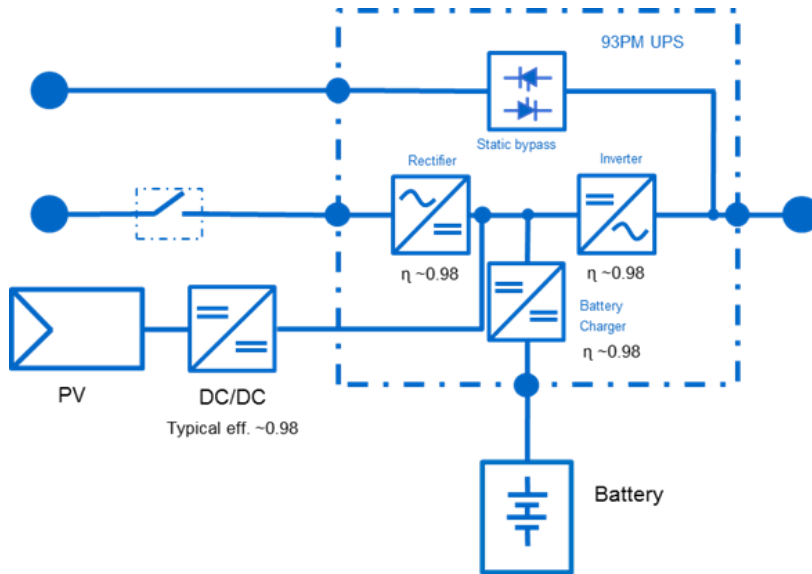 93PM UPS
Static bypass
Rectifier
Inverter
η ~0.98
η ~0.98
Battery
Charger
η ~0.98
PV
DC/DC
Typical eff. ~0.98
Battery